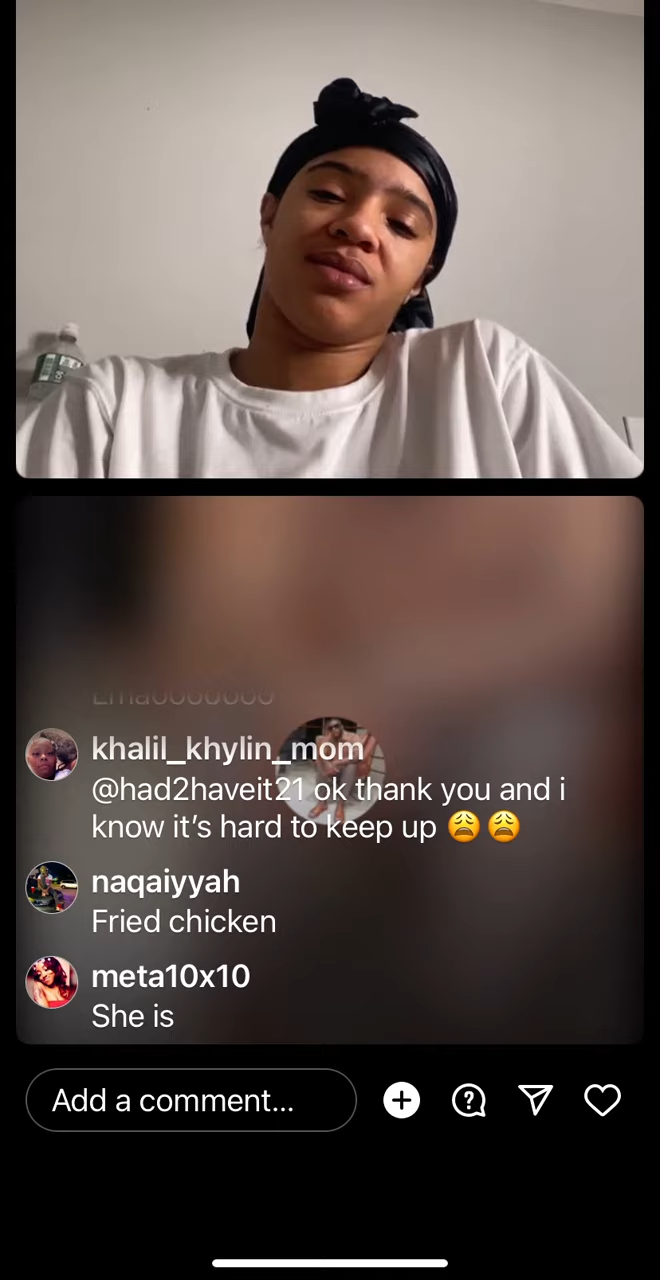 Lmaooooooo
khalil_khylin_mom
@had2haveit21 ok thank you and i
know it’s hard to keep up 😩😩
naqaiyyah
Fried chicken
meta10x10
She is
Add a comment...